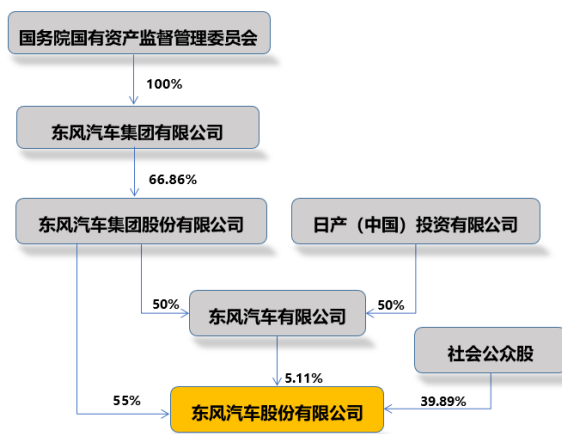 国务院国有资产监督管理委员会
100%
东风汽车集团有限公司
66.86%
东风汽车集团股份有限公司
日产（中国）投资有限公司
50%
50%
东风汽车有限公司
社会公众股
5.11%
55%
39.89%
东风汽车股份有限公司